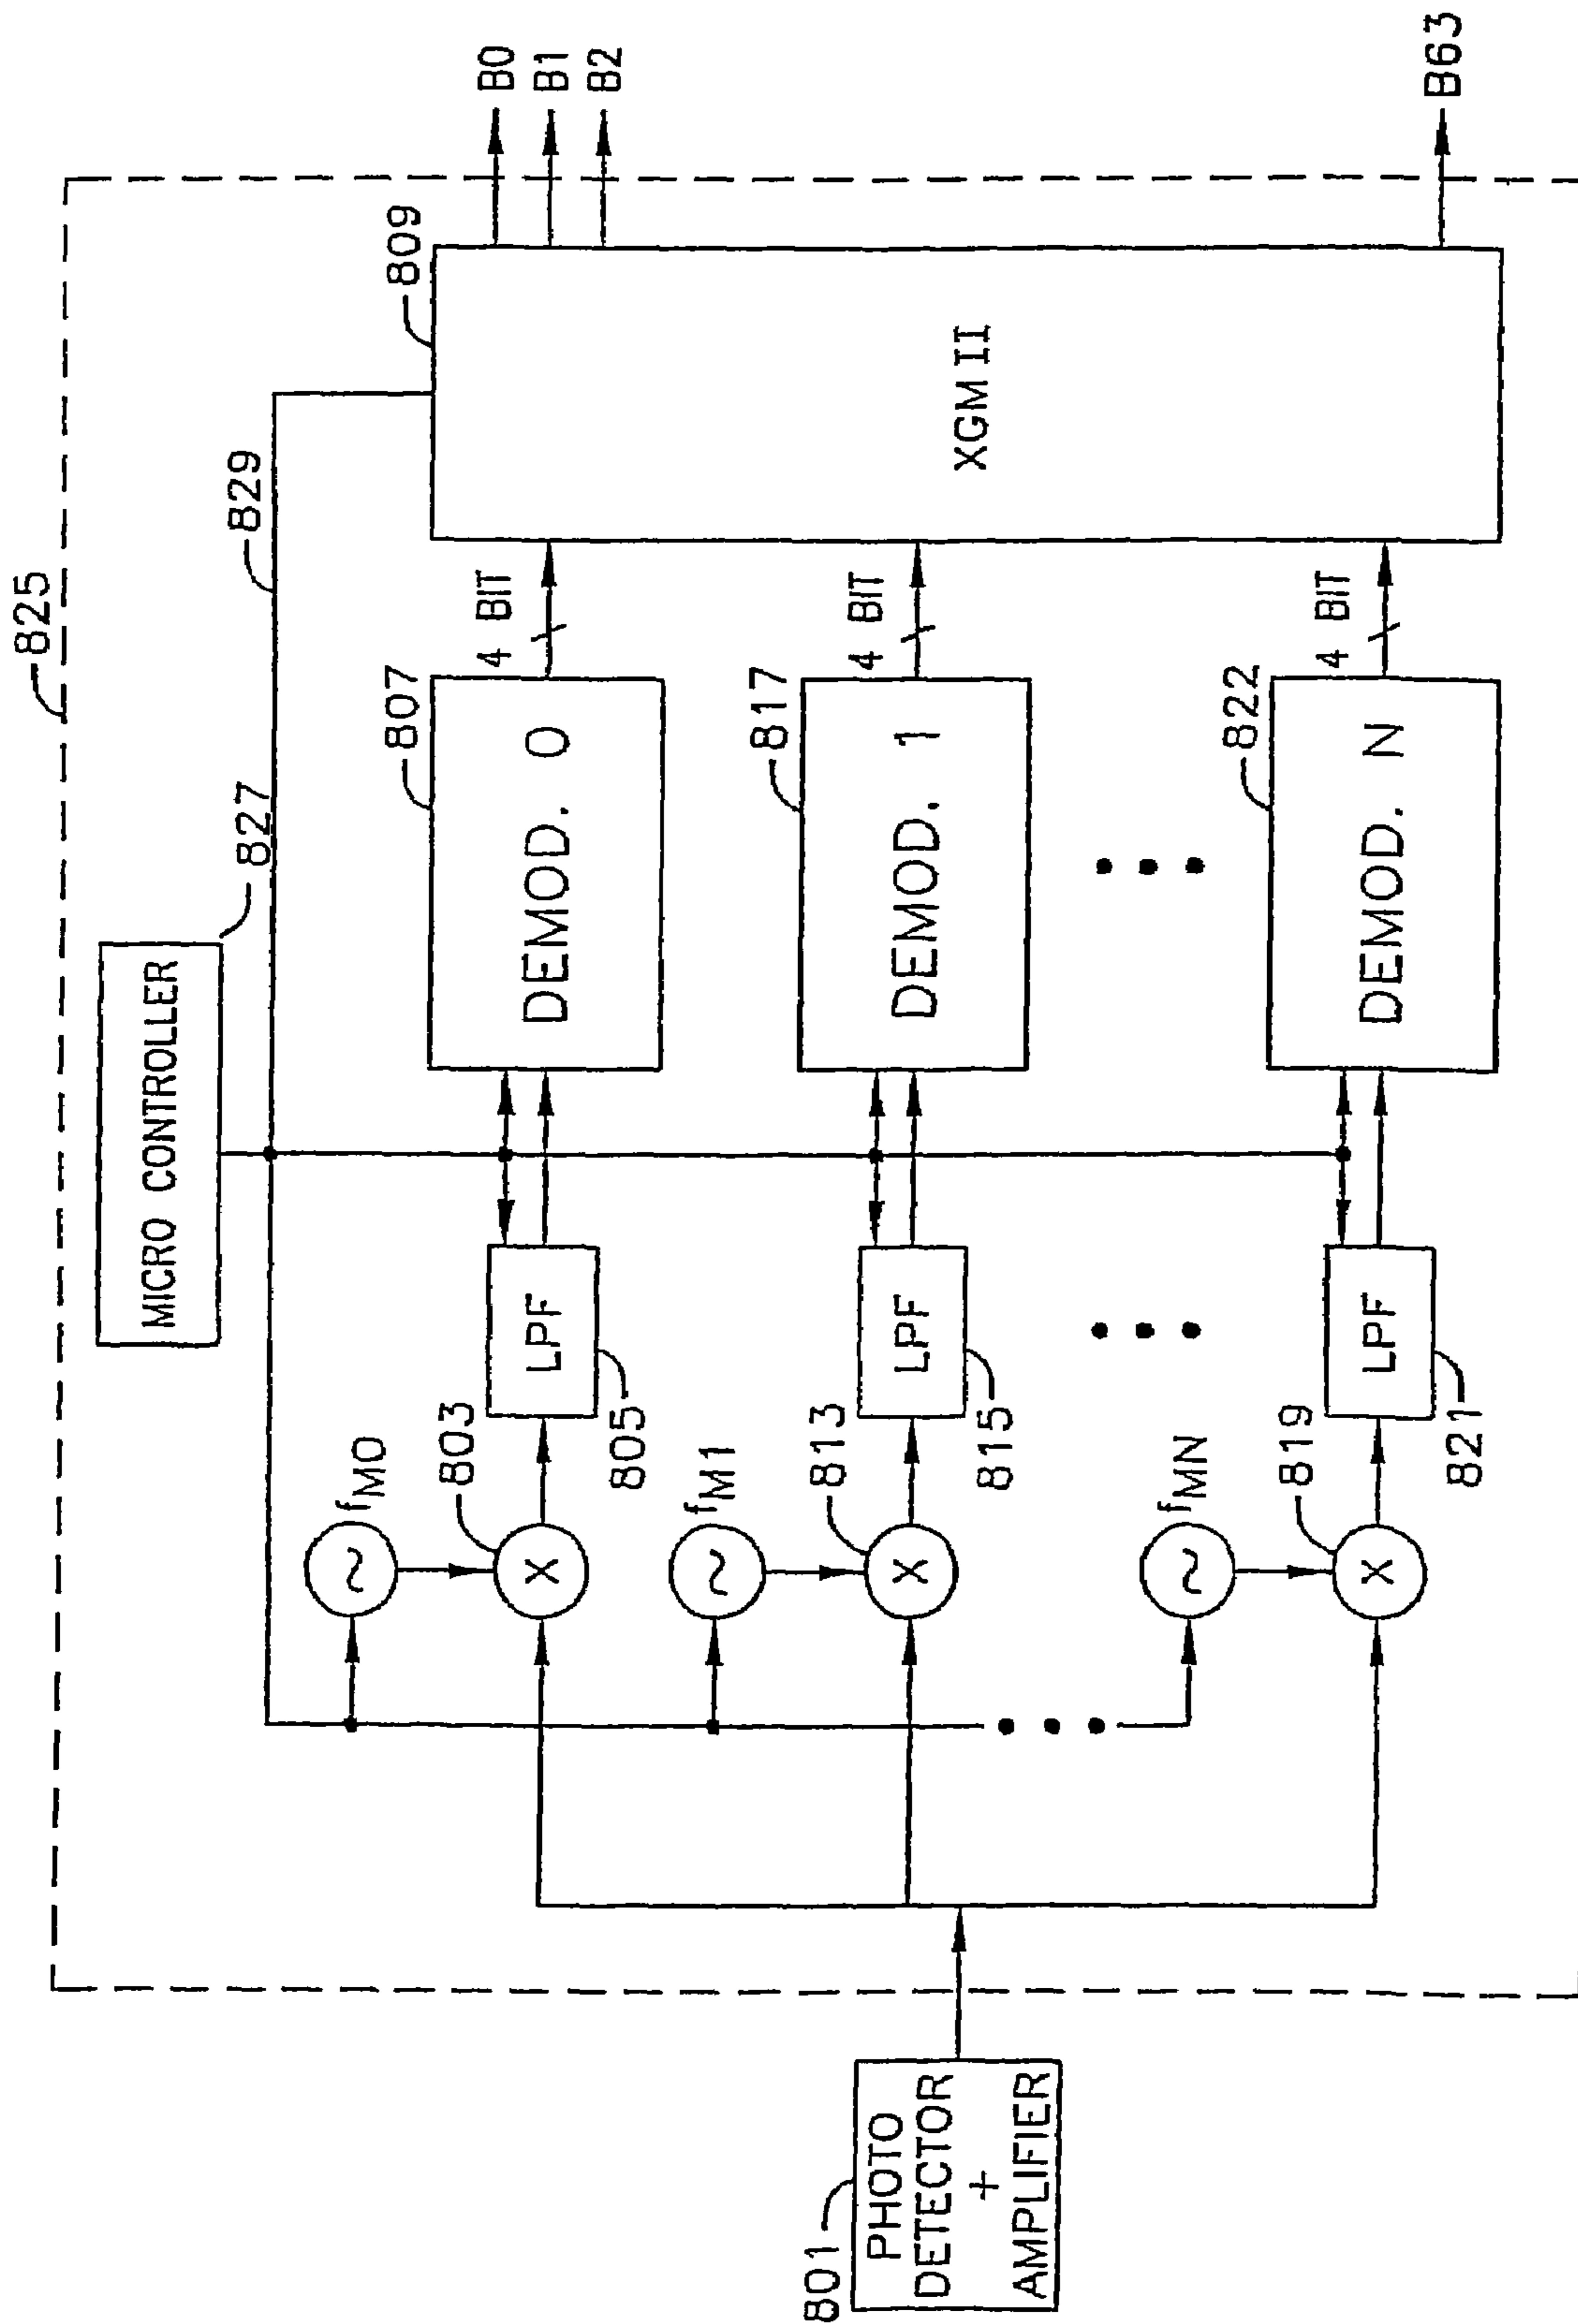 825
MICRO CONTROLLER
827
829
809
XGM II
B0
B1
B2
B63
fM0
803
LPF
805
DEMOD. 0
807
4 BIT
fM1
813
LPF
815
DEMOD. 1
817
4 BIT
fMN
819
LPF
821
DEMOD. N
822
4 BIT
801
PHOTO
DETECTOR
+
AMPLIFIER
X
X
X